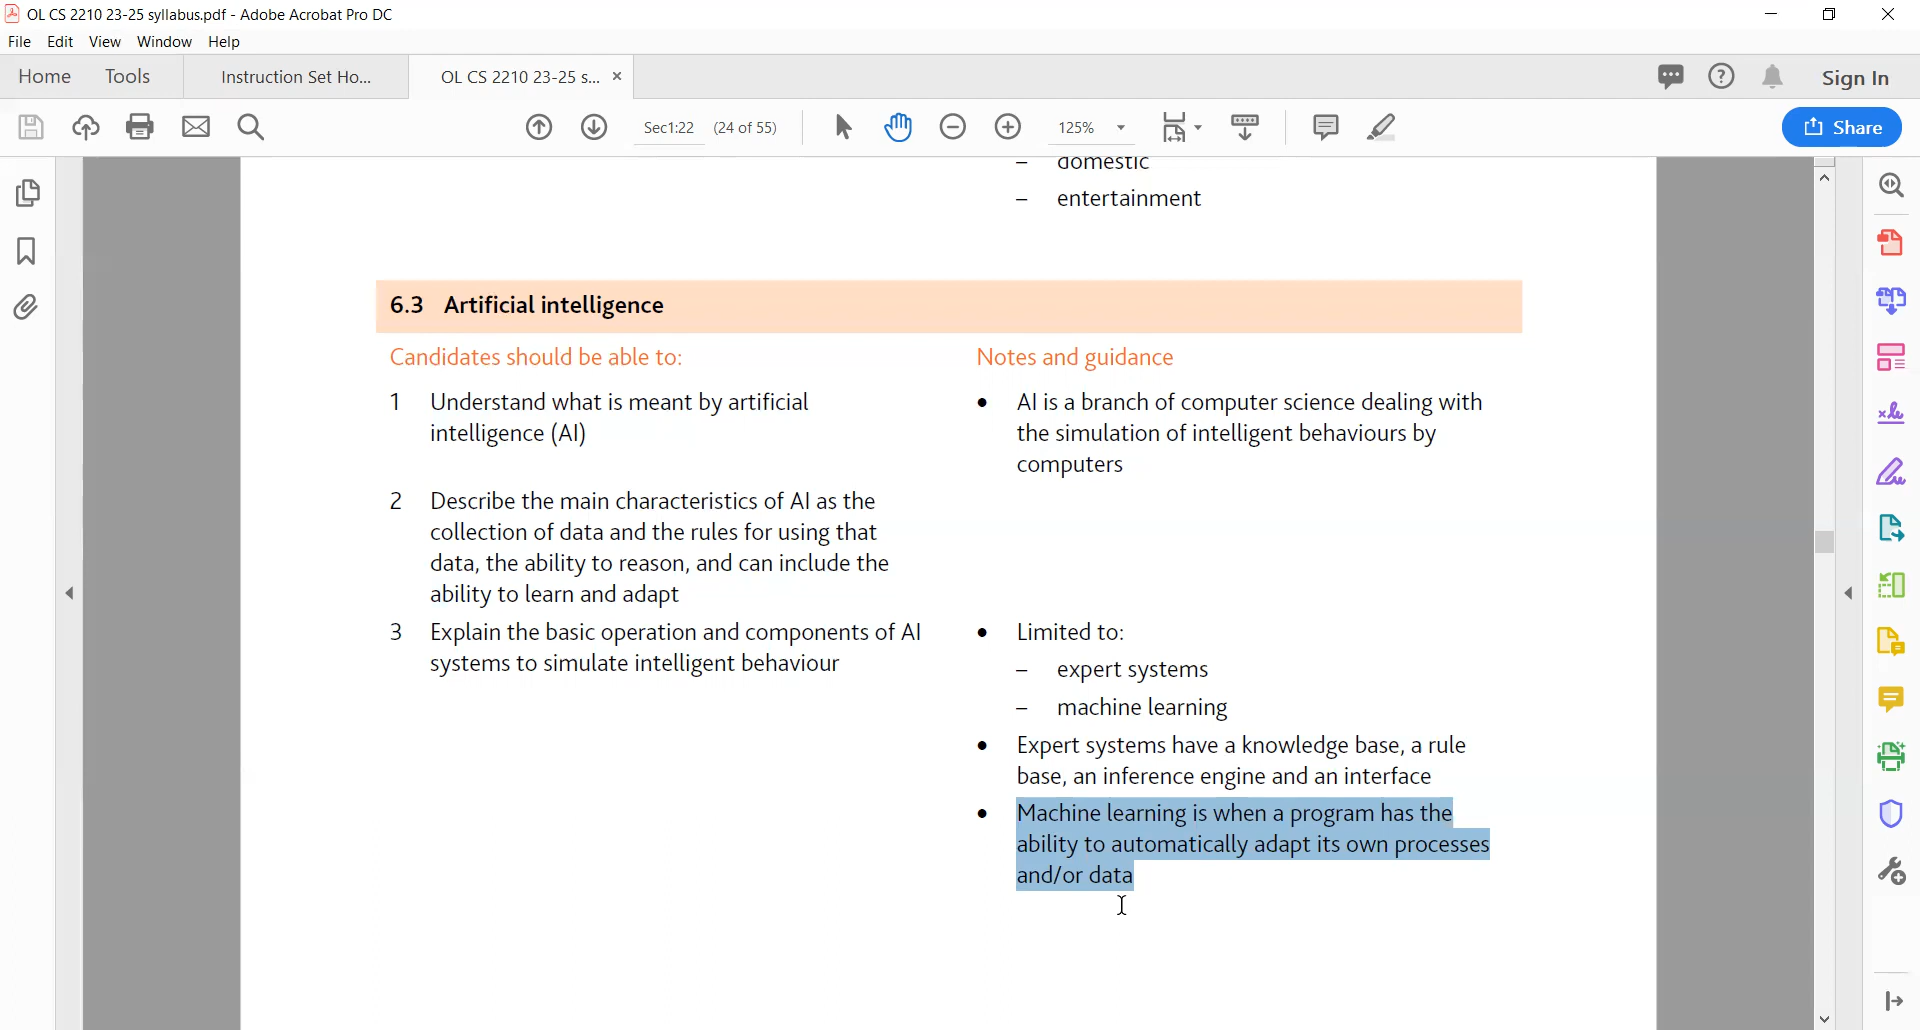 OL CS 2210 23-25 syllabus.pdf - Adobe Acrobat Pro DC
File Edit View Window Help
Home Tools Instruction Set Ho... OL CS 2210 23-25 s... × Sign In
Sec1:22 (24 of 55) 125% Share
– domestic
– entertainment
6.3 Artificial intelligence
Candidates should be able to:
Notes and guidance
1 Understand what is meant by artificial
intelligence (AI)
• AI is a branch of computer science dealing with
the simulation of intelligent behaviours by
computers
2 Describe the main characteristics of AI as the
collection of data and the rules for using that
data, the ability to reason, and can include the
ability to learn and adapt
3 Explain the basic operation and components of AI
systems to simulate intelligent behaviour
• Limited to:
– expert systems
– machine learning
• Expert systems have a knowledge base, a rule
base, an inference engine and an interface
• Machine learning is when a program has the
ability to automatically adapt its own processes
and/or data